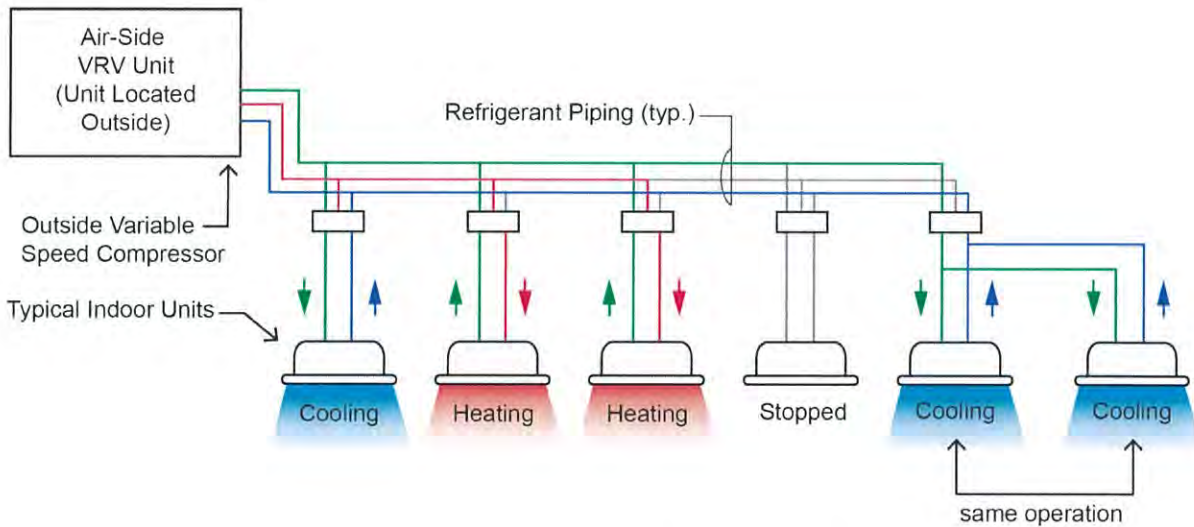 Air-Side
VRV Unit
(Unit Located
Outside)
Refrigerant Piping (typ.)
Outside Variable
Speed Compressor
Typical Indoor Units
Cooling
Heating
Heating
Stopped
Cooling
Cooling
same operation